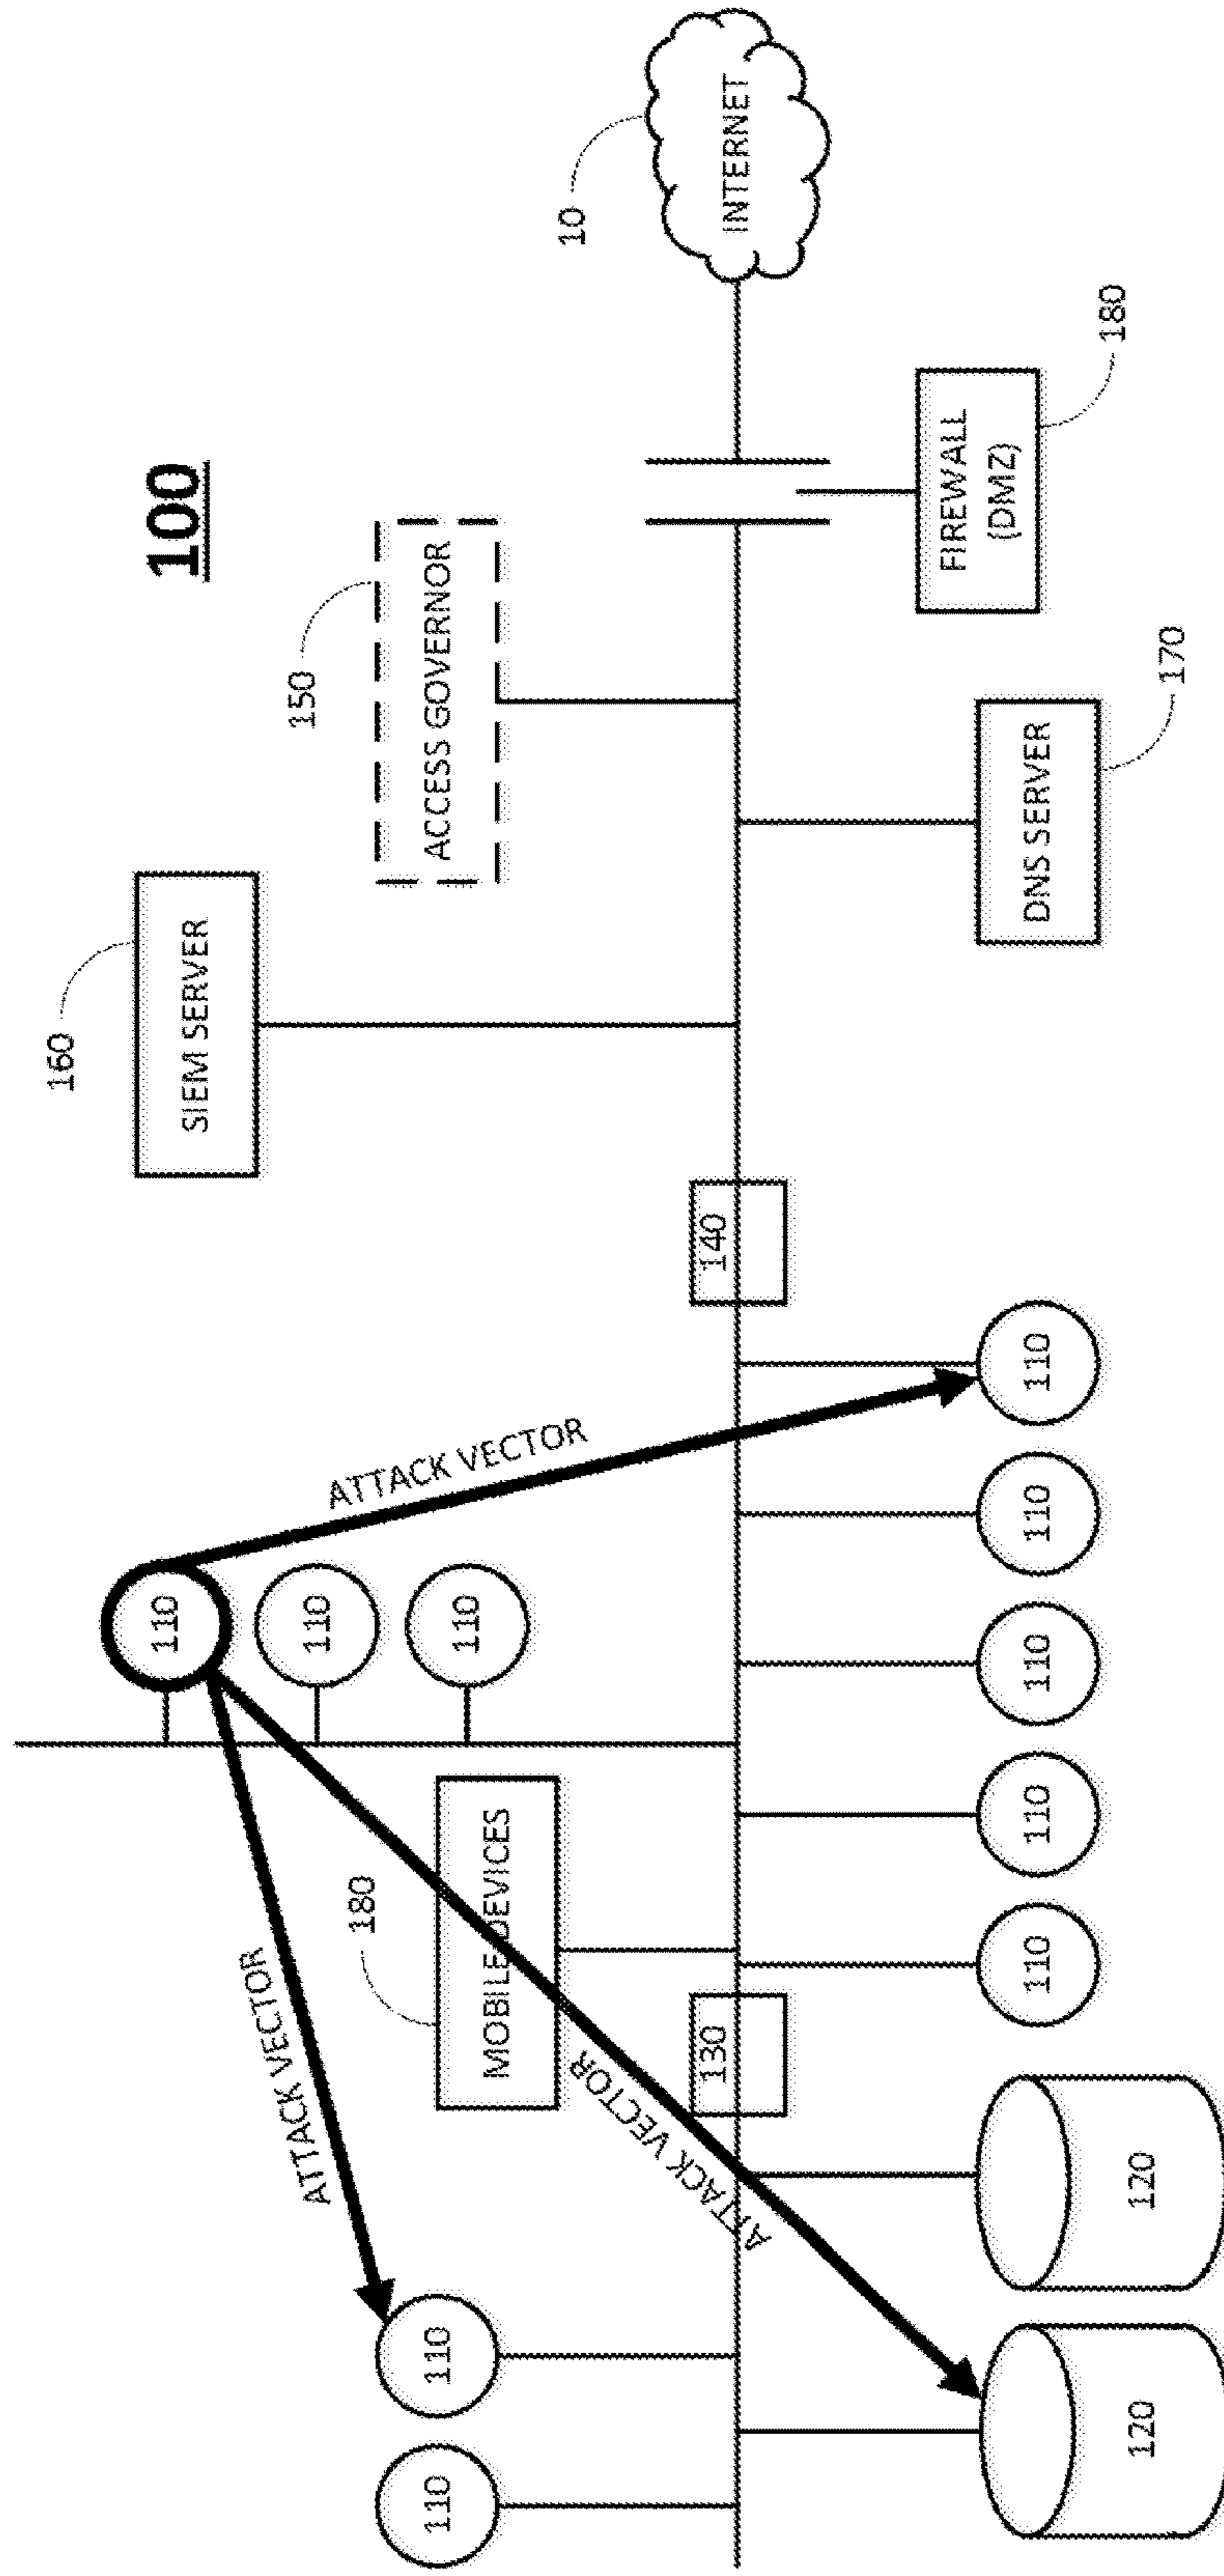 100
160
SIEM SERVER
110
ATTACK VECTOR
110
150
180
110
110
ATTACK VECTOR
ACCESS GOVERNOR
110
MOBILE DEVICES
10
ATTACK VECTOR
130
140
INTERNET
FIREWALL
(DMZ)
110
110
110
110
110
DNS SERVER
180
120
120
170